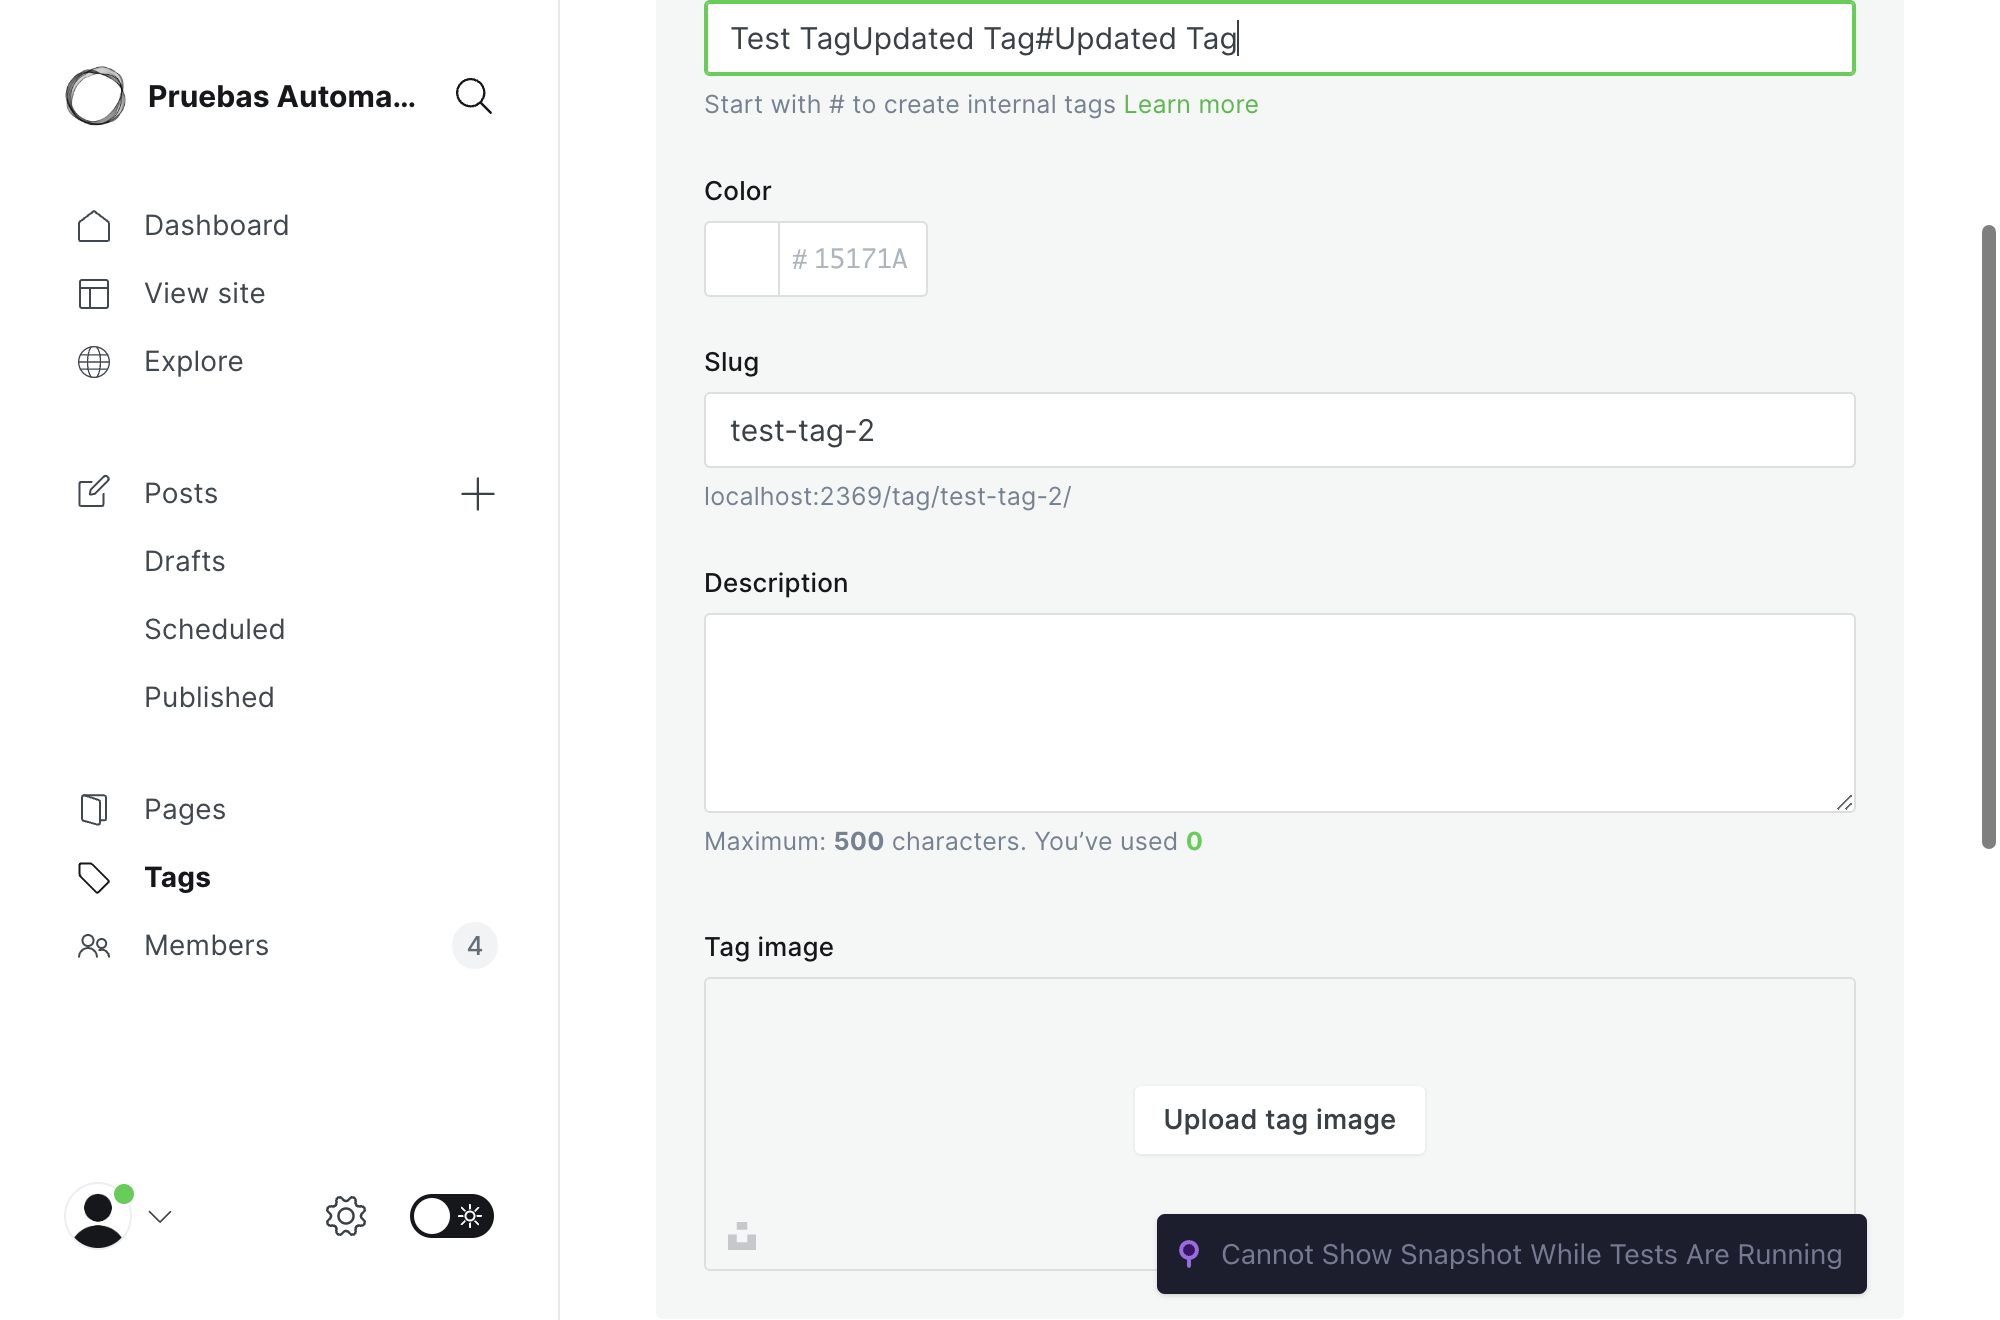 Pruebas Automa...
Dashboard
View site
Explore
Posts
Drafts
Scheduled
Published
Pages
Tags
Members
4
Test TagUpdated Tag#Updated Tag
Start with # to create internal tags Learn more
Color
# 15171A
Slug
test-tag-2
localhost:2369/tag/test-tag-2/
Description
Maximum: 500 characters. You’ve used 0
Tag image
Upload tag image
Cannot Show Snapshot While Tests Are Running